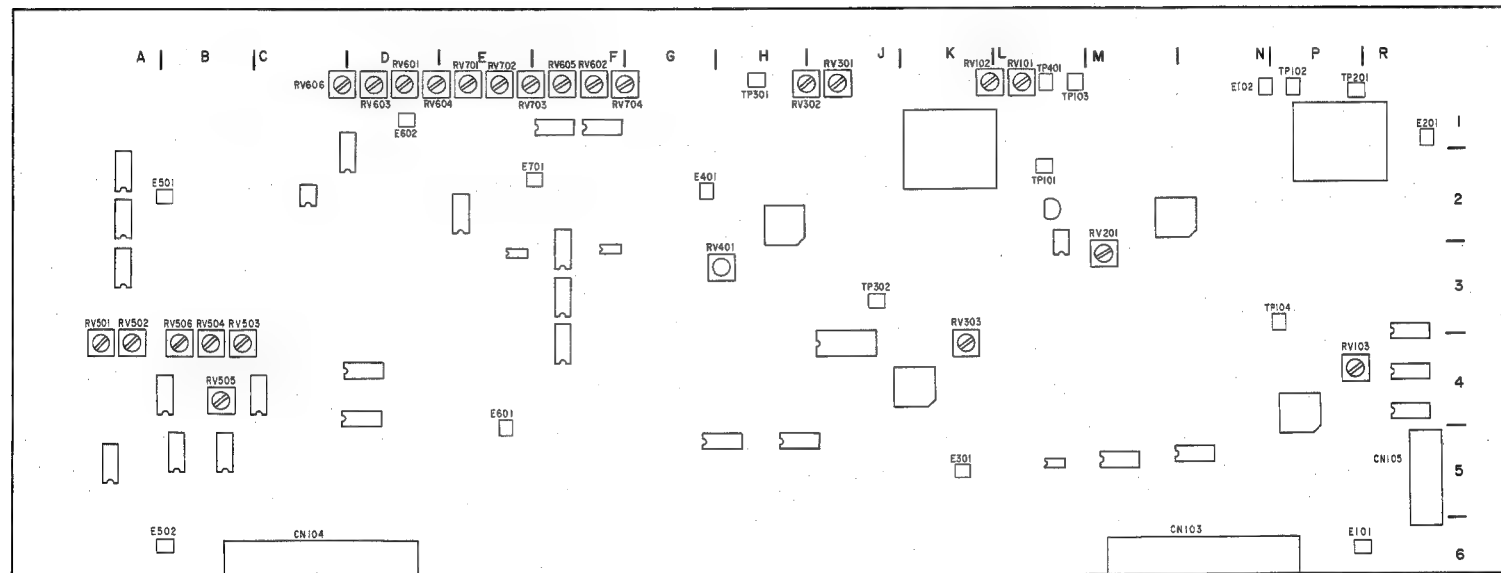 A B C D E F G H J K L M N P R
RV606 RV603 RV601 RV604 RV701 RV702 RV703 RV605 RV602 RV704
TP301 RV302 RV301 RV102 RV101 TP401 TP103
E102 TP102 TP201
E602 E201 1
E501 E701 E401 TP101 2
RV401 RV201
TP302 TP104 3
RV501 RV502 RV506 RV504 RV503 RV303
RV103
RV505 4
E601
E301 CN105 5
E502 CN104 CN103 E101
6